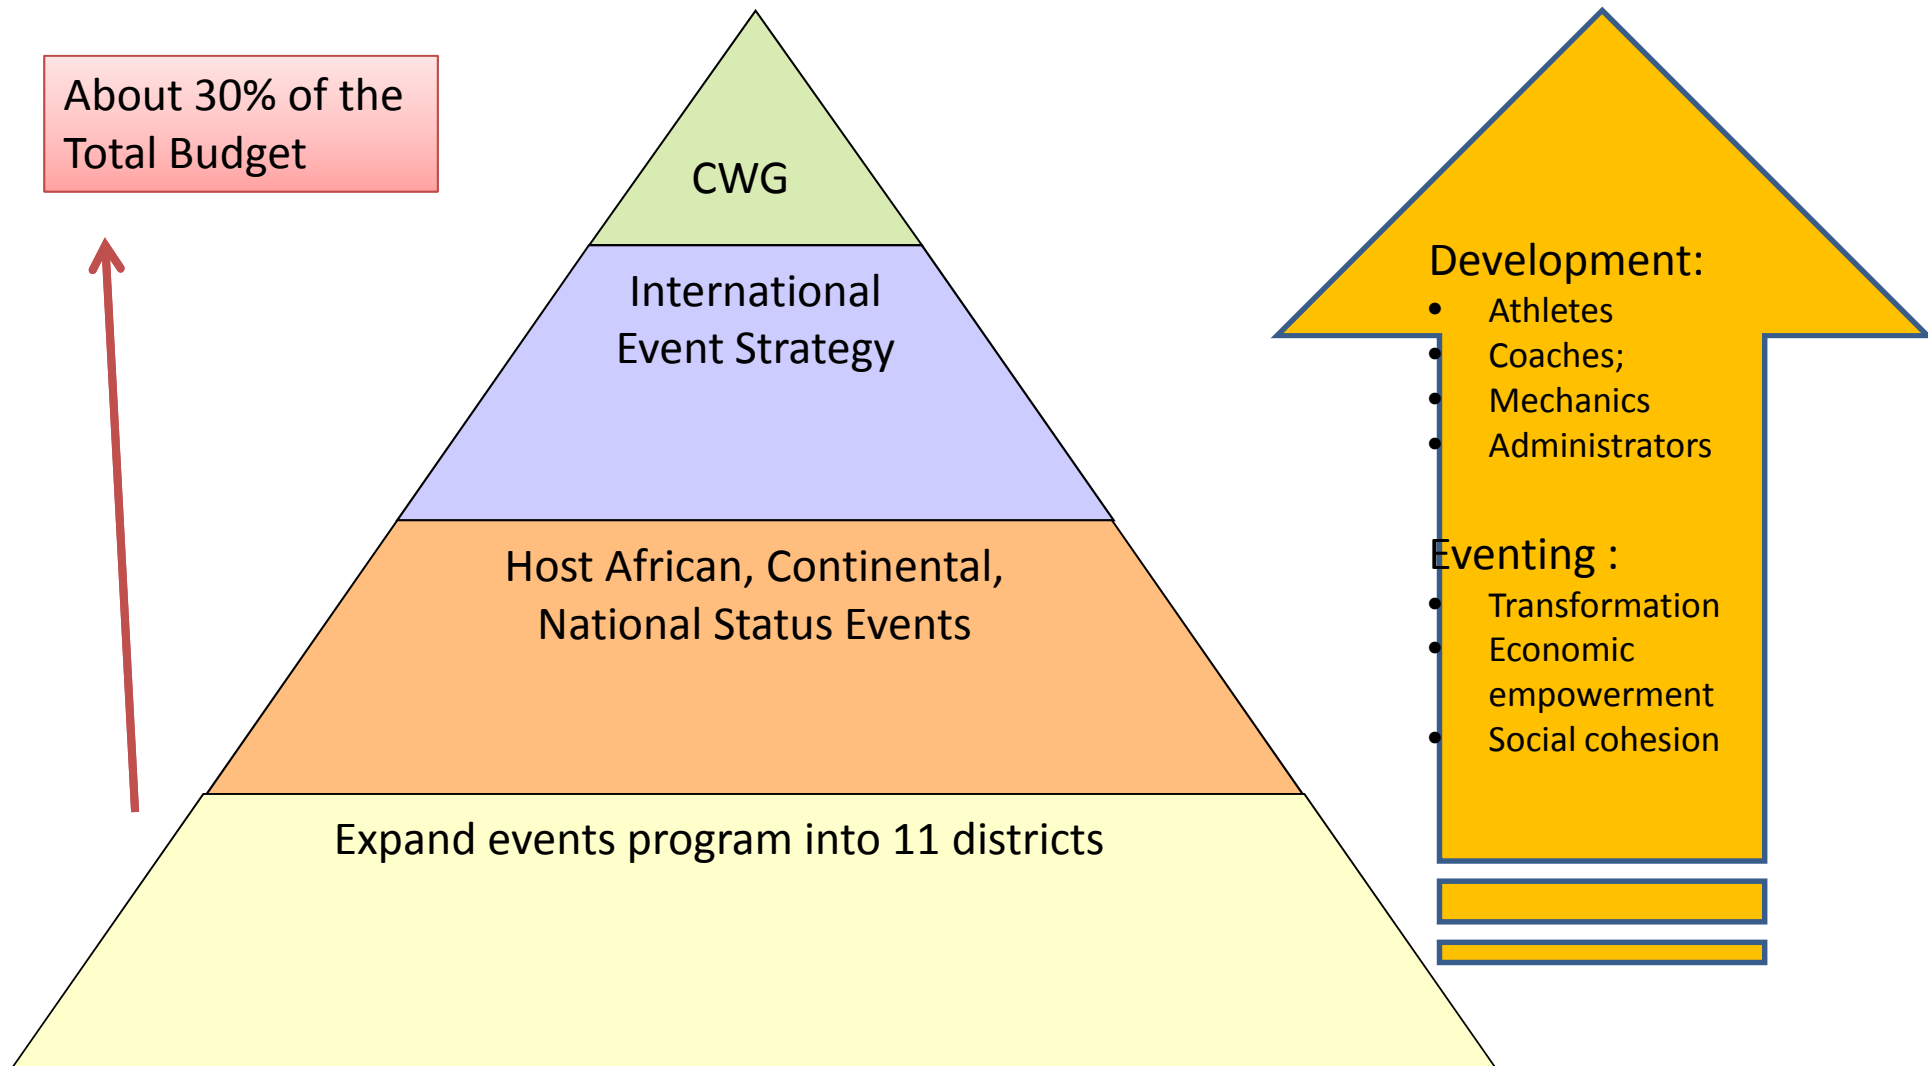 About 30% of the
Total Budget
CWG
International
Event Strategy
Host African, Continental,
National Status Events
Expand events program into 11 districts
Development:
• Athletes
• Coaches;
• Mechanics
• Administrators
Eventing :
• Transformation
• Economic
empowerment
• Social cohesion